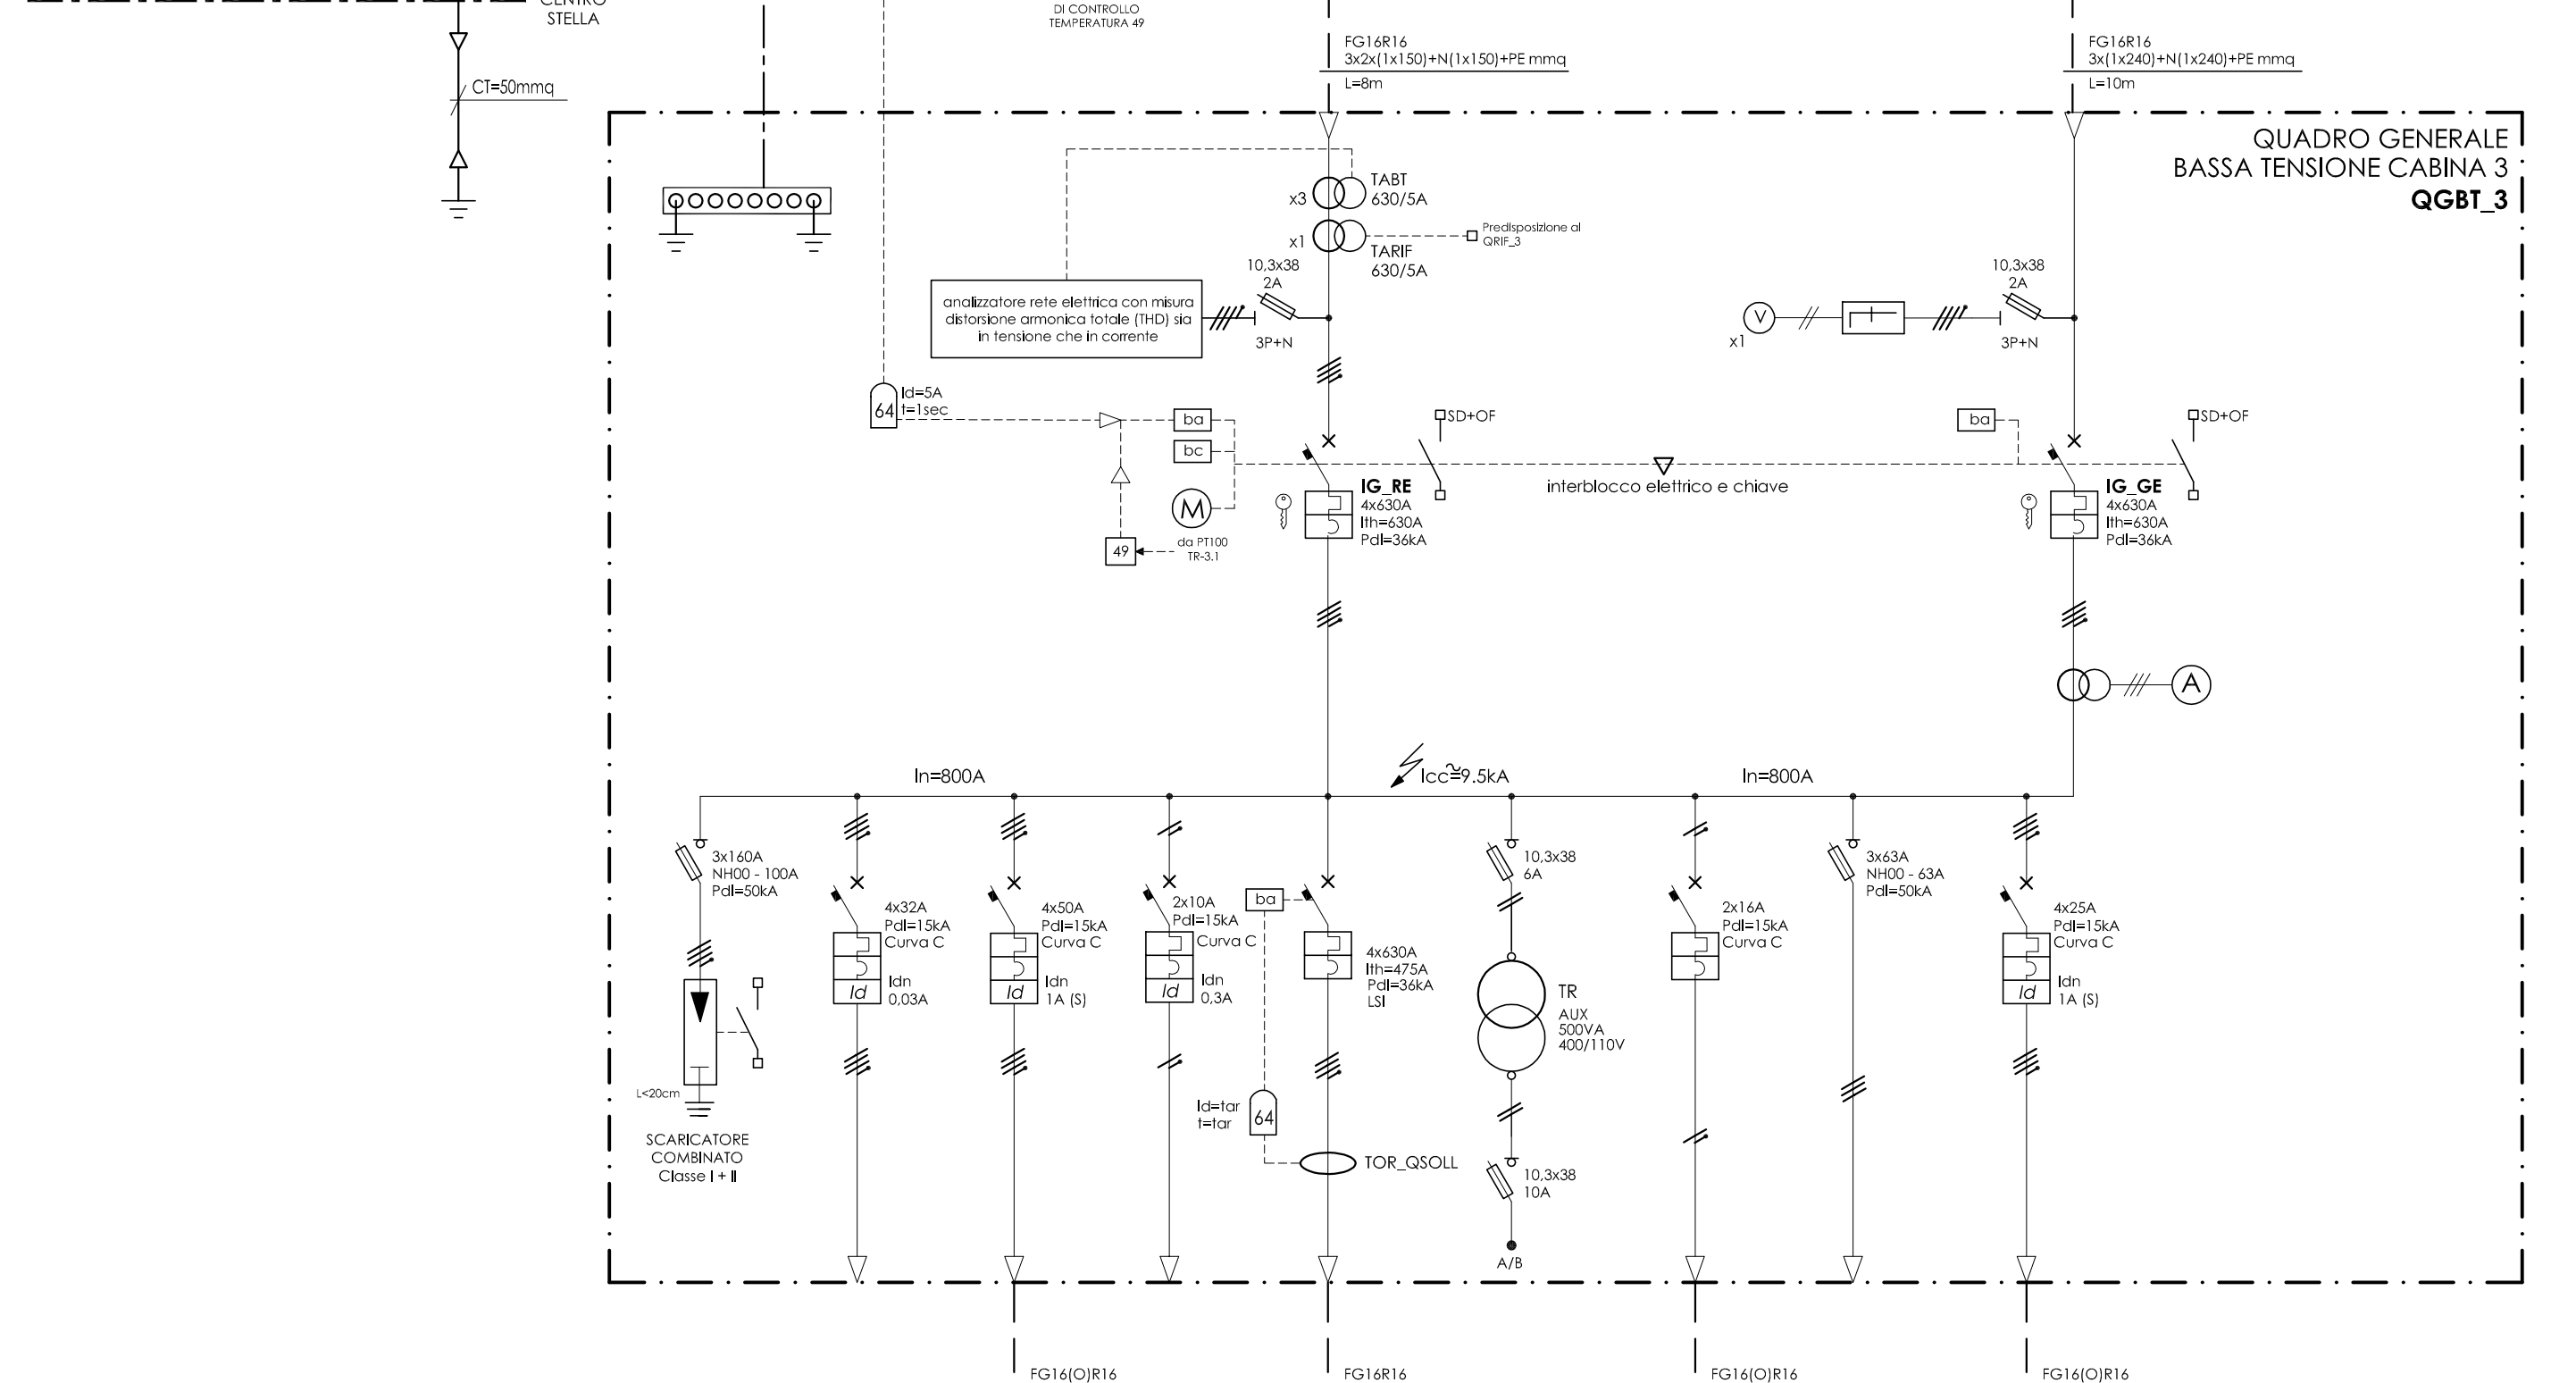 CENTRO
STELLA
DI CONTROLLO
TEMPERATURA 49
FG16R16
3x2x(1x150)+N(1x150)+PE mmq
L=8m
FG16R16
3x(1x240)+N(1x240)+PE mmq
L=10m
CT=50mmq
QUADRO GENERALE
BASSA TENSIONE CABINA 3
QGBT_3
x3
TABT
630/5A
x1
TARIF
630/5A
Predisposizione al
QRIF_3
10,3x38
2A
3P+N
analizzatore rete elettrica con misura
distorsione armonica totale (THD) sia
in tensione che in corrente
V
x1
10,3x38
2A
3P+N
64
Id=5A
t=1sec
ba
bc
M
49
da PT100
TR-3.1
SD+OF
IG_RE
4x630A
Ith=630A
PdI=36kA
interblocco elettrico e chiave
ba
SD+OF
IG_GE
4x630A
Ith=630A
PdI=36kA
A
In=800A
Icc≅9.5kA
In=800A
3x160A
NH00 - 100A
PdI=50kA
L<20cm
SCARICATORE
COMBINATO
Classe I + II
4x32A
PdI=15kA
Curva C
Id
Idn
0,03A
4x50A
PdI=15kA
Curva C
Id
Idn
1A (S)
2x10A
PdI=15kA
Curva C
Id
Idn
0,3A
ba
4x630A
Ith=475A
PdI=36kA
LSI
Id=tar
t=tar
64
TOR_QSOLL
10,3x38
6A
TR
AUX
500VA
400/110V
10,3x38
10A
A/B
2x16A
PdI=15kA
Curva C
3x63A
NH00 - 63A
PdI=50kA
4x25A
PdI=15kA
Curva C
Id
Idn
1A (S)
FG16(O)R16
FG16R16
FG16(O)R16
FG16(O)R16